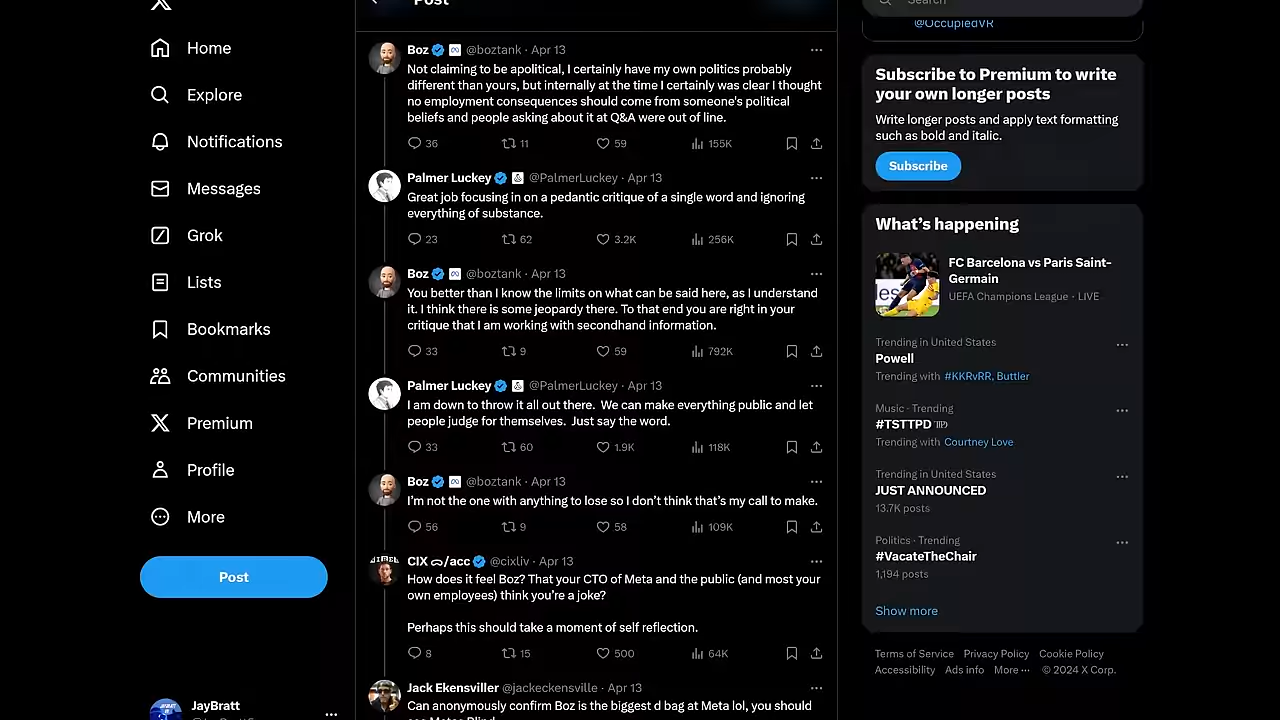 Home
Explore
Notifications
Messages
Grok
Lists
Bookmarks
Communities
Premium
Profile
More
Post
JayBratt
Post
Boz @boztank · Apr 13
Not claiming to be apolitical, I certainly have my own politics probably
different than yours, but internally at the time I certainly was clear I thought
no employment consequences should come from someone's political
beliefs and people asking about it at Q&A were out of line.
36 11 59 155K
Palmer Luckey @PalmerLuckey · Apr 13
Great job focusing in on a pedantic critique of a single word and ignoring
everything of substance.
23 62 3.2K 256K
Boz @boztank · Apr 13
You better than I know the limits on what can be said here, as I understand
it. I think there is some jeopardy there. To that end you are right in your
critique that I am working with secondhand information.
33 9 59 792K
Palmer Luckey @PalmerLuckey · Apr 13
I am down to throw it all out there. We can make everything public and let
people judge for themselves. Just say the word.
33 60 1.9K 118K
Boz @boztank · Apr 13
I'm not the one with anything to lose so I don't think that's my call to make.
56 9 58 109K
CIX /acc @cixliv · Apr 13
How does it feel Boz? That your CTO of Meta and the public (and most your
own employees) think you're a joke?
Perhaps this should take a moment of self reflection.
8 15 500 64K
Jack Ekensviller @jackeckensville · Apr 13
Can anonymously confirm Boz is the biggest d bag at Meta lol, you should
Search
@OccupiedVR
Subscribe to Premium to write
your own longer posts
Write longer posts and apply text formatting
such as bold and italic.
Subscribe
What's happening
FC Barcelona vs Paris Saint-
Germain
UEFA Champions League · LIVE
Trending in United States
Powell
Trending with #KKRvRR, Buttler
Music · Trending
#TSTTPD
Trending with Courtney Love
Trending in United States
JUST ANNOUNCED
13.7K posts
Politics · Trending
#VacateTheChair
1,194 posts
Show more
Terms of Service Privacy Policy Cookie Policy
Accessibility Ads info More ··· © 2024 X Corp.